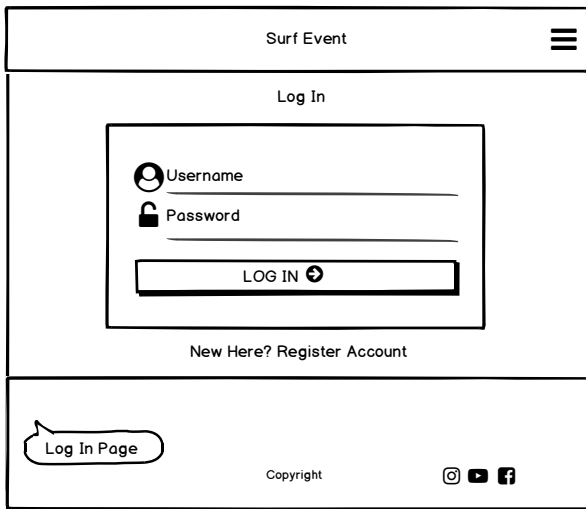 Surf Event
Log In
Username
Password
LOG IN
New Here? Register Account
Log In Page
Copyright